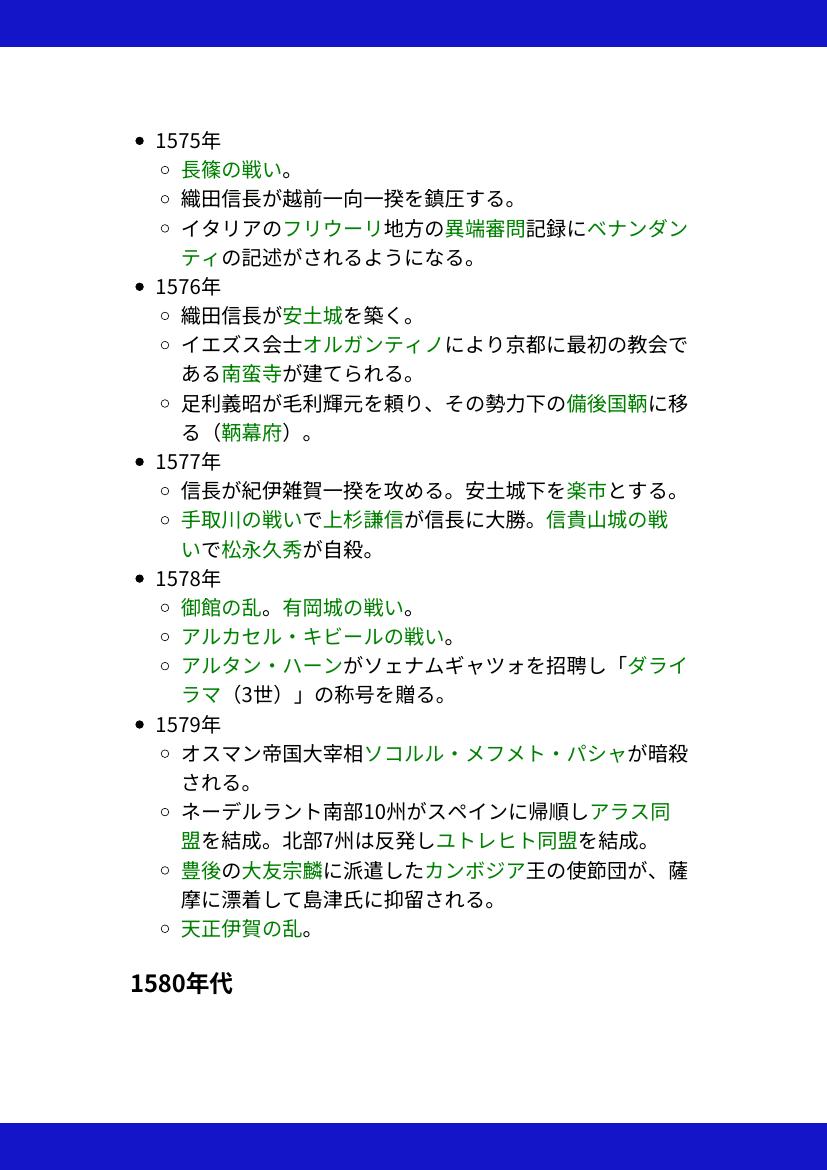 • 1575年
◦ 長篠の戦い。
◦ 織田信長が越前一向一揆を鎮圧する。
◦ イタリアのフリウーリ地方の異端審問記録にベナンダン
ティの記述がされるようになる。
• 1576年
◦ 織田信長が安土城を築く。
◦ イエズス会士オルガンティノにより京都に最初の教会で
ある南蛮寺が建てられる。
◦ 足利義昭が毛利輝元を頼り、その勢力下の備後国鞆に移
る（鞆幕府）。
• 1577年
◦ 信長が紀伊雑賀一揆を攻める。安土城下を楽市とする。
◦ 手取川の戦いで上杉謙信が信長に大勝。信貴山城の戦
いで松永久秀が自殺。
• 1578年
◦ 御館の乱。有岡城の戦い。
◦ アルカセル・キビールの戦い。
◦ アルタン・ハーンがソェナムギャツォを招聘し「ダライ
ラマ（3世）」の称号を贈る。
• 1579年
◦ オスマン帝国大宰相ソコルル・メフメト・パシャが暗殺
される。
◦ ネーデルラント南部10州がスペインに帰順しアラス同
盟を結成。北部7州は反発しユトレヒト同盟を結成。
◦ 豊後の大友宗麟に派遣したカンボジア王の使節団が、薩
摩に漂着して島津氏に抑留される。
◦ 天正伊賀の乱。
1580年代